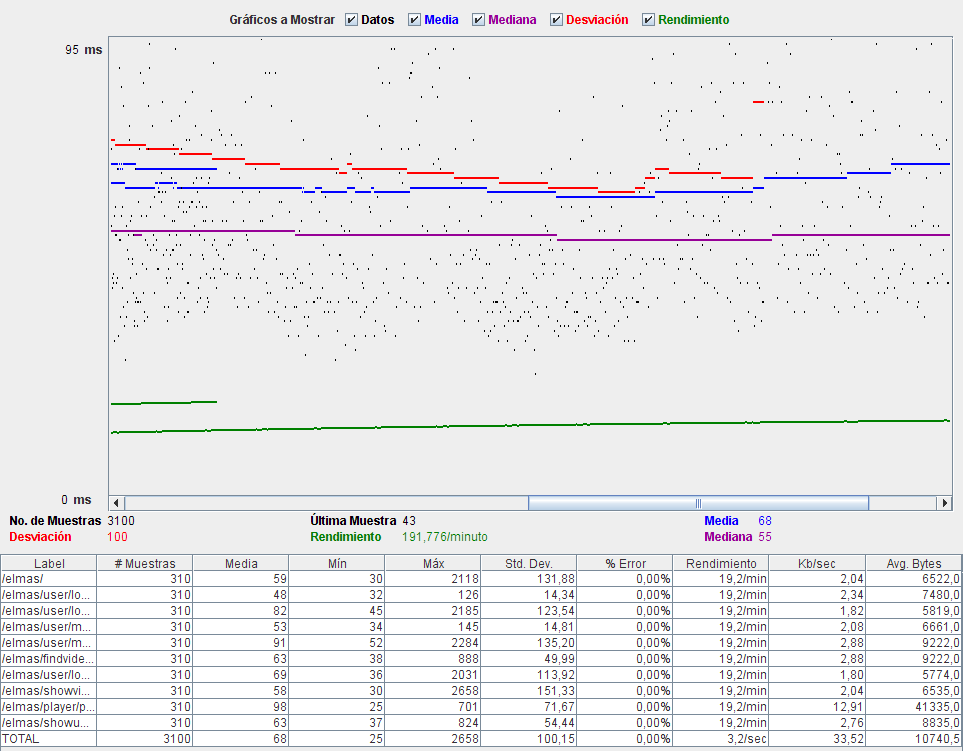 Gráficos a Mostrar Datos Media Mediana Desviación Rendimiento
95 ms
0 ms
No. de Muestras 3100 Última Muestra 43 Media 68
Desviación 100 Rendimiento 191,776/minuto Mediana 55
Label # Muestras Media Mín Máx Std. Dev. % Error Rendimiento Kb/sec Avg. Bytes
/elmas/ 310 59 30 2118 131,88 0,00% 19,2/min 2,04 6522,0
/elmas/user/lo... 310 48 32 126 14,34 0,00% 19,2/min 2,34 7480,0
/elmas/user/lo... 310 82 45 2185 123,54 0,00% 19,2/min 1,82 5819,0
/elmas/user/m... 310 53 34 145 14,81 0,00% 19,2/min 2,08 6661,0
/elmas/user/m... 310 91 52 2284 135,20 0,00% 19,2/min 2,88 9222,0
/elmas/findvide... 310 63 38 888 49,99 0,00% 19,2/min 2,88 9222,0
/elmas/user/lo... 310 69 36 2031 113,92 0,00% 19,2/min 1,80 5774,0
/elmas/showvi... 310 58 30 2658 151,33 0,00% 19,2/min 2,04 6535,0
/elmas/player/p... 310 98 25 701 71,67 0,00% 19,2/min 12,91 41335,0
/elmas/showu... 310 63 37 824 54,44 0,00% 19,2/min 2,76 8835,0
TOTAL 3100 68 25 2658 100,15 0,00% 3,2/sec 33,52 10740,5